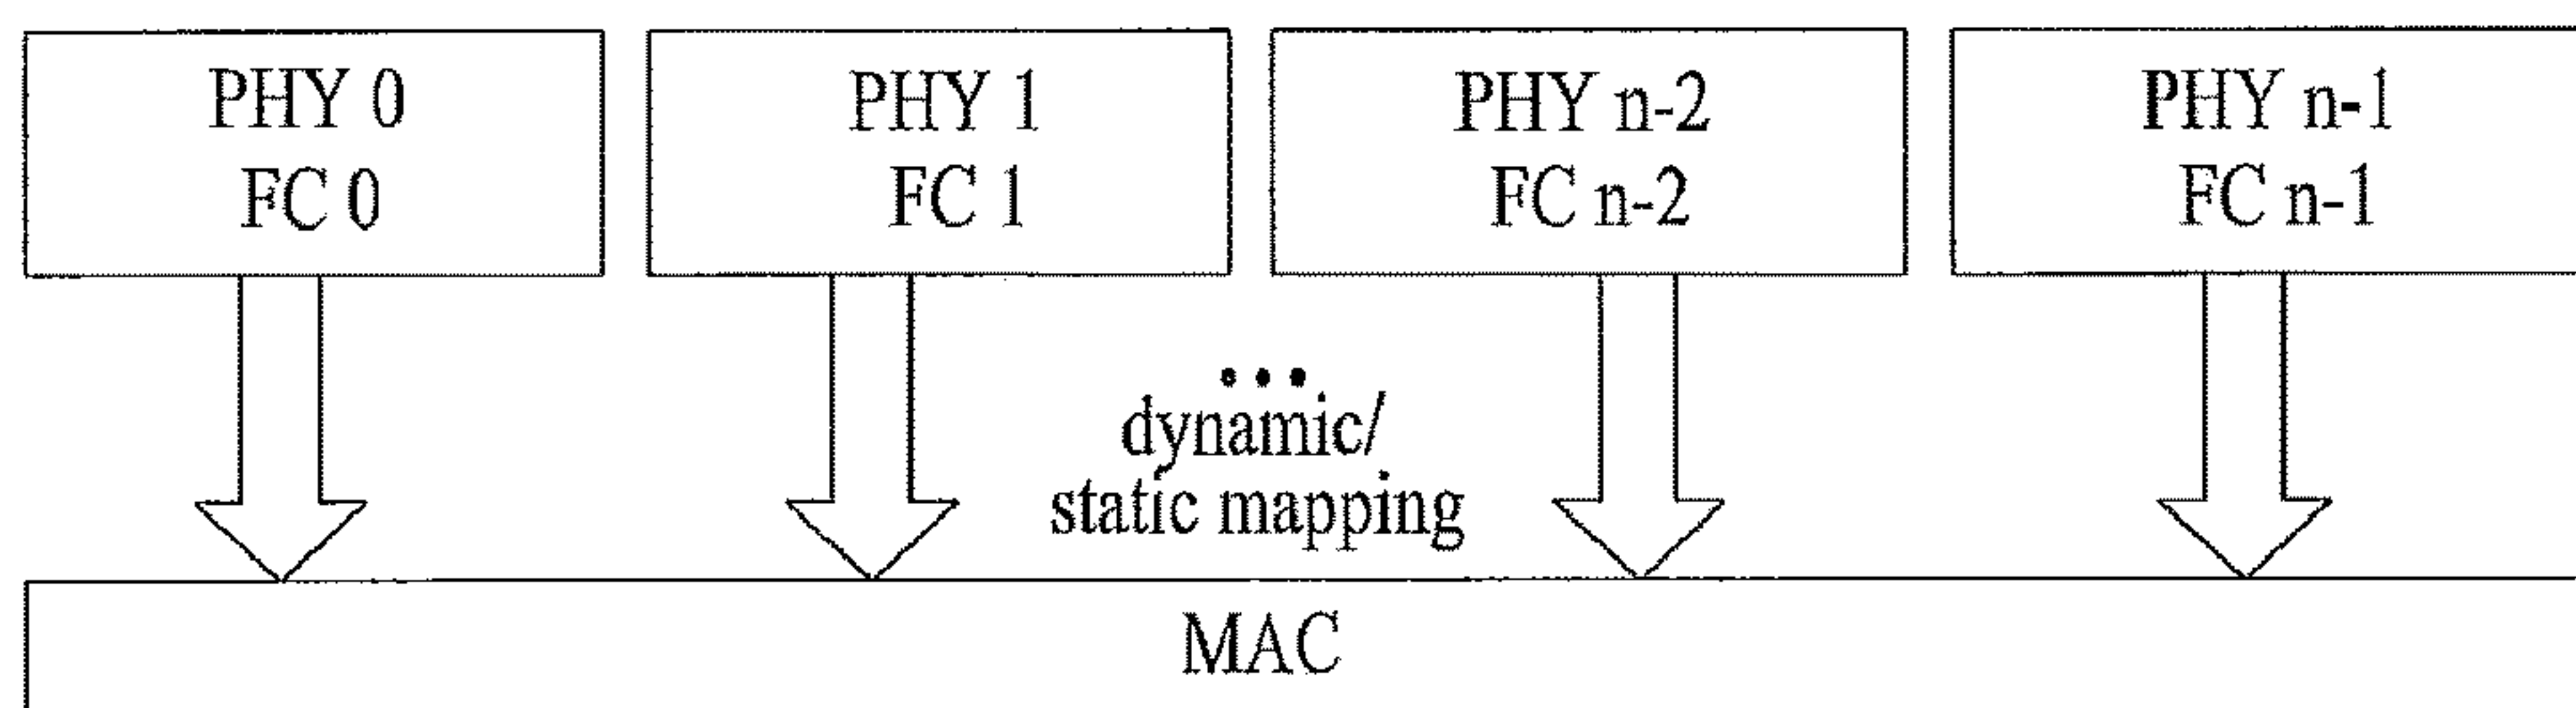 PHY 0
FC 0
PHY 1
FC 1
PHY n-2
FC n-2
PHY n-1
FC n-1
•••
dynamic/
static mapping
MAC